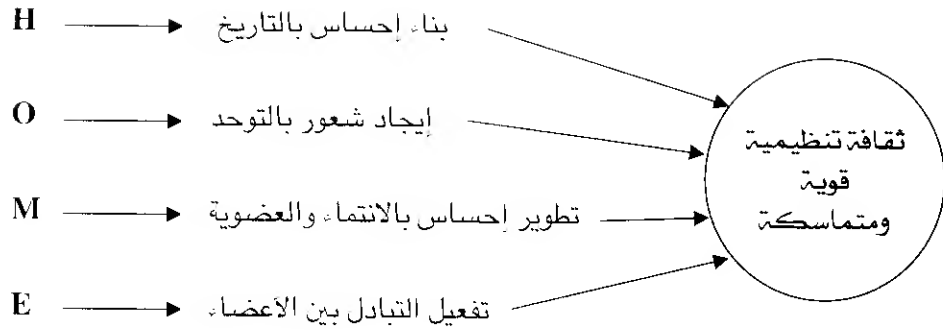 H بناء إحساس بالتاريخ
O إيجاد شعور بالتوحد
M تطوير إحساس بالانتماء والعضوية
E تفعيل التبادل بين الأعضاء
ثقافة تنظيمية
قوية
ومتماسكة